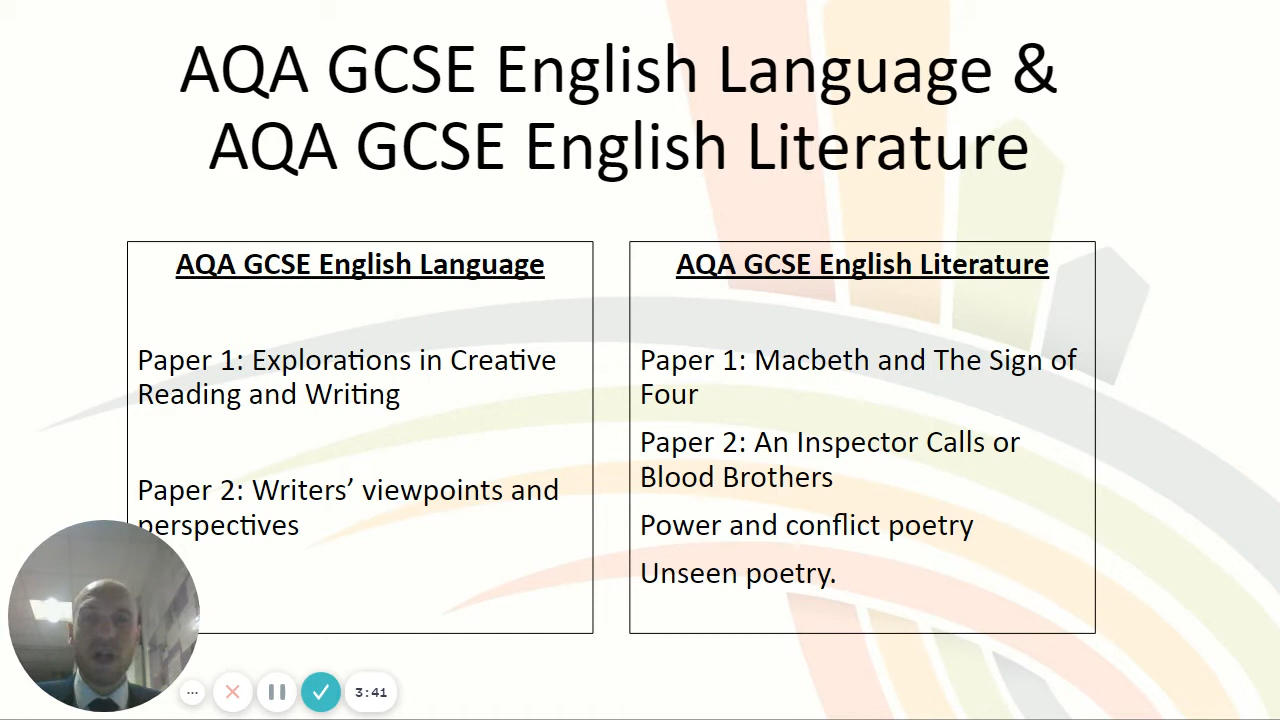 AQA GCSE English Language &
AQA GCSE English Literature
AQA GCSE English Language
Paper 1: Explorations in Creative
Reading and Writing
Paper 2: Writers’ viewpoints and
perspectives
AQA GCSE English Literature
Paper 1: Macbeth and The Sign of
Four
Paper 2: An Inspector Calls or
Blood Brothers
Power and conflict poetry
Unseen poetry.
3:41